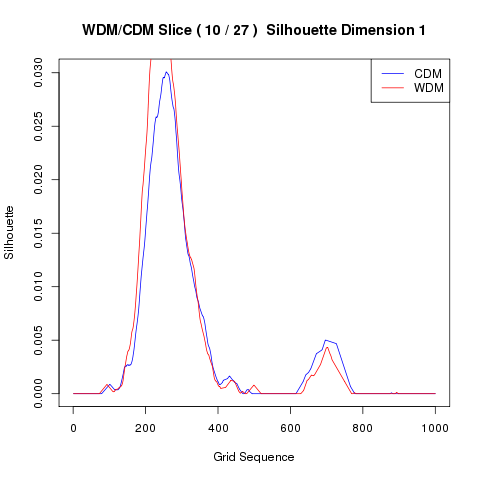 WDM/CDM Slice ( 10 / 27 )  Silhouette Dimension 1
CDM
WDM
0.030
0.025
0.020
0.015
0.010
0.005
0.000
Silhouette
0 200 400 600 800 1000
Grid Sequence